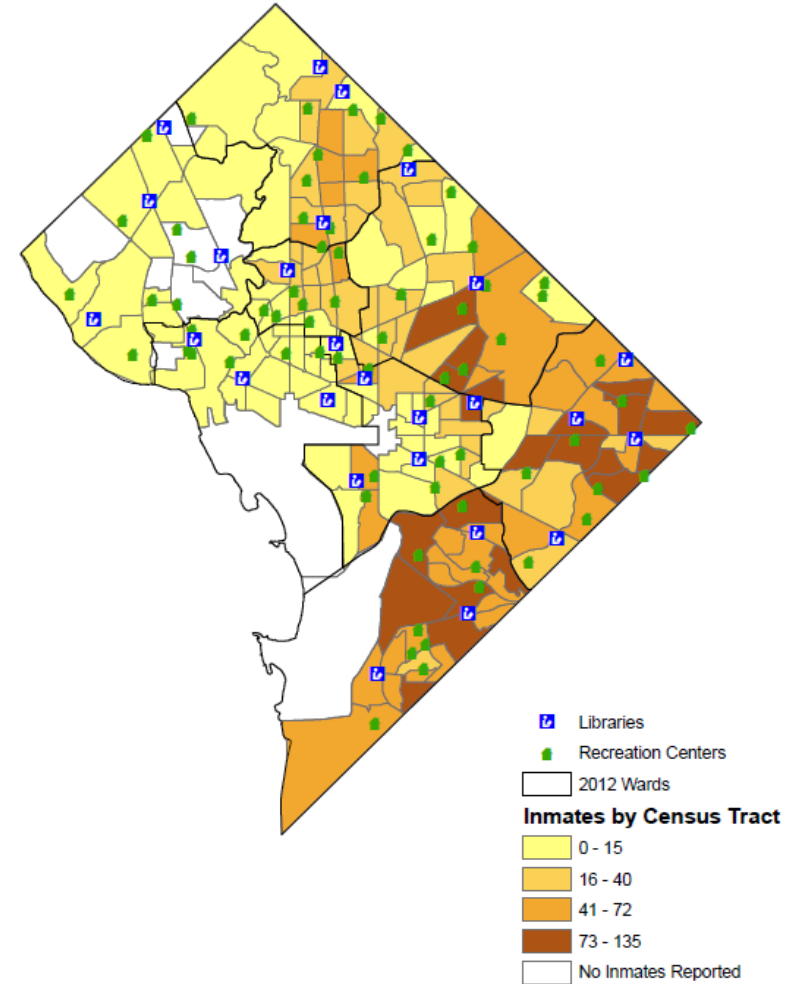 Libraries
Recreation Centers
2012 Wards
Inmates by Census Tract
0 - 15
16 - 40
41 - 72
73 - 135
No Inmates Reported